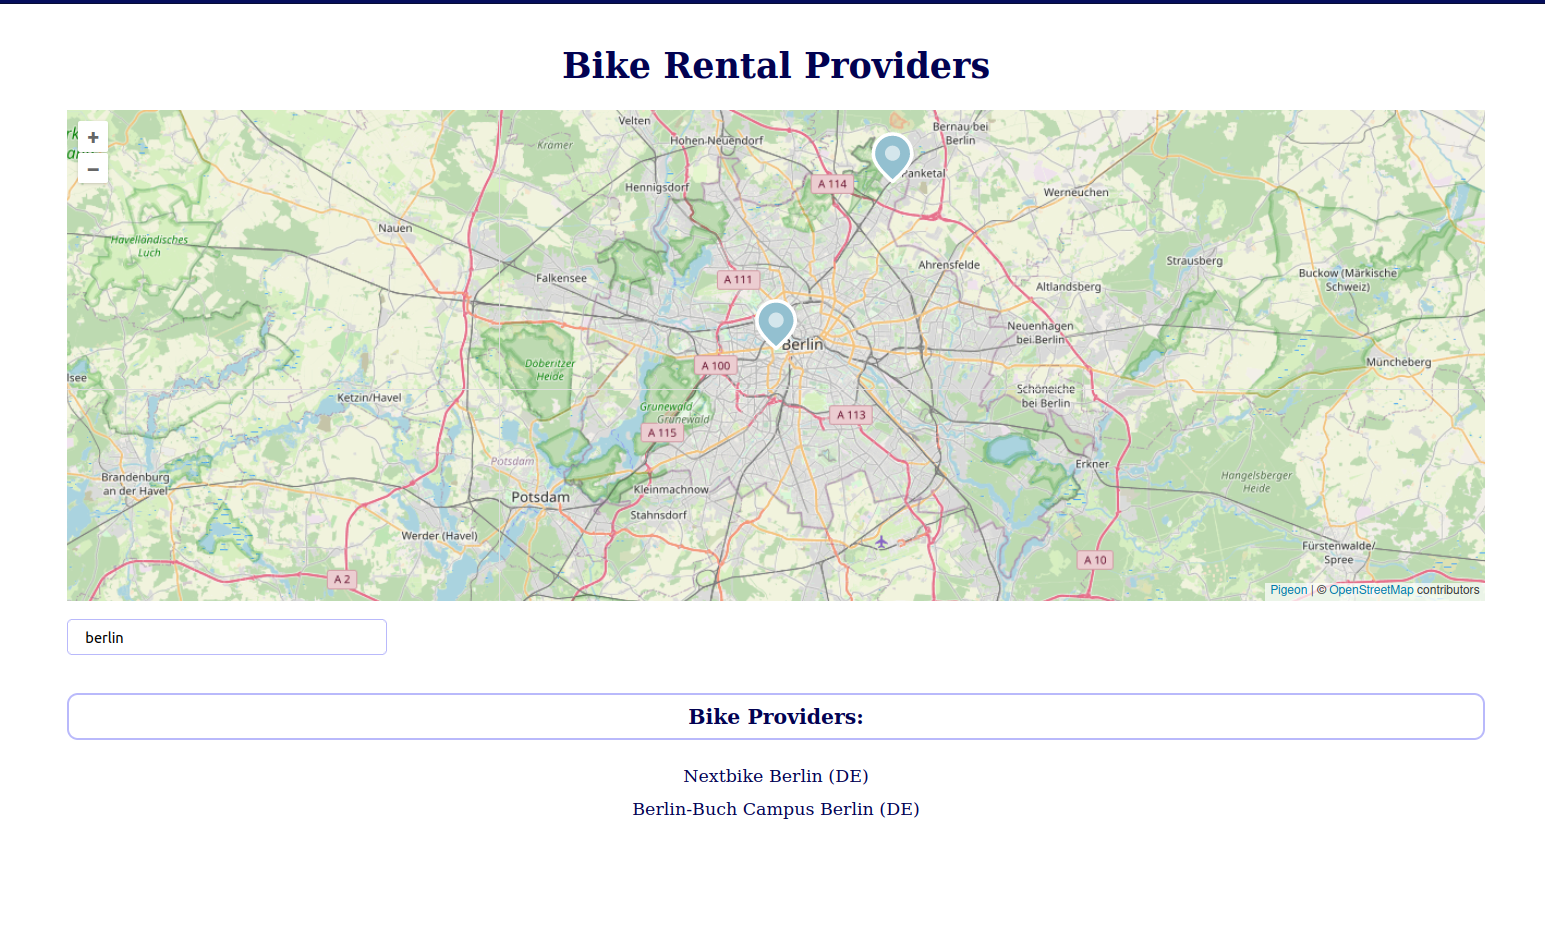 Bike Rental Providers
+
−
Velten
Bernau bei
Berlin
Krämer
Hohen Neuendorf
Hennigsdorf
A 114
Panketal
Werneuchen
Nauen
Havelländisches
Luch
Falkensee
A 111
Ahrensfelde
Strausberg
Altlandsberg
Buckow (Märkische
Schweiz)
Berlin
Neuenhagen
bei Berlin
Döberitzer
Heide
A 100
Müncheberg
lsee
Ketzin/Havel
Schöneiche
bei Berlin
Grunewald
Grunewald
A 113
A 115
Potsdam
Erkner
Brandenburg
an der Havel
Hangelsberger
Heide
Potsdam
Kleinmachnow
Stahnsdorf
Werder (Havel)
Fürstenwalde/
Spree
A 2
A 10
Pigeon | © OpenStreetMap contributors
berlin
Bike Providers:
Nextbike Berlin (DE)
Berlin-Buch Campus Berlin (DE)